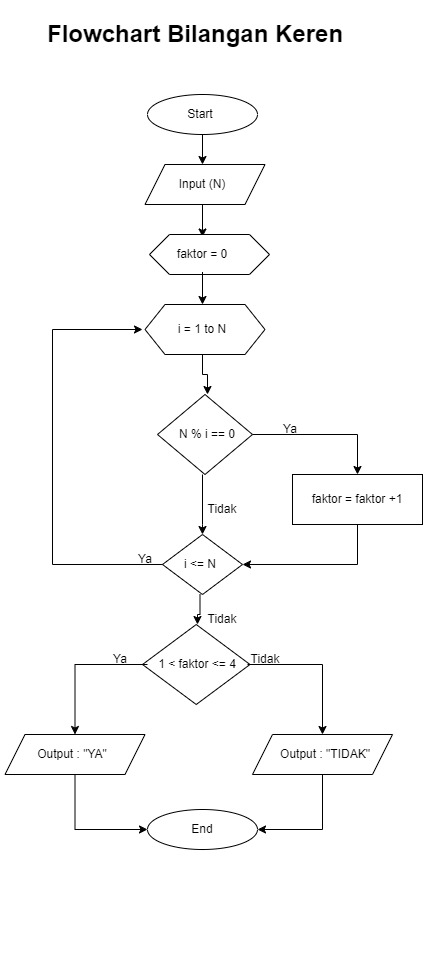 Flowchart Bilangan Keren
Start
Input (N)
faktor = 0
i = 1 to N
N % i == 0
Ya
faktor = faktor +1
Tidak
Ya
i <= N
Tidak
Ya
1 < faktor <= 4
Tidak
Output : "YA"
Output : "TIDAK"
End